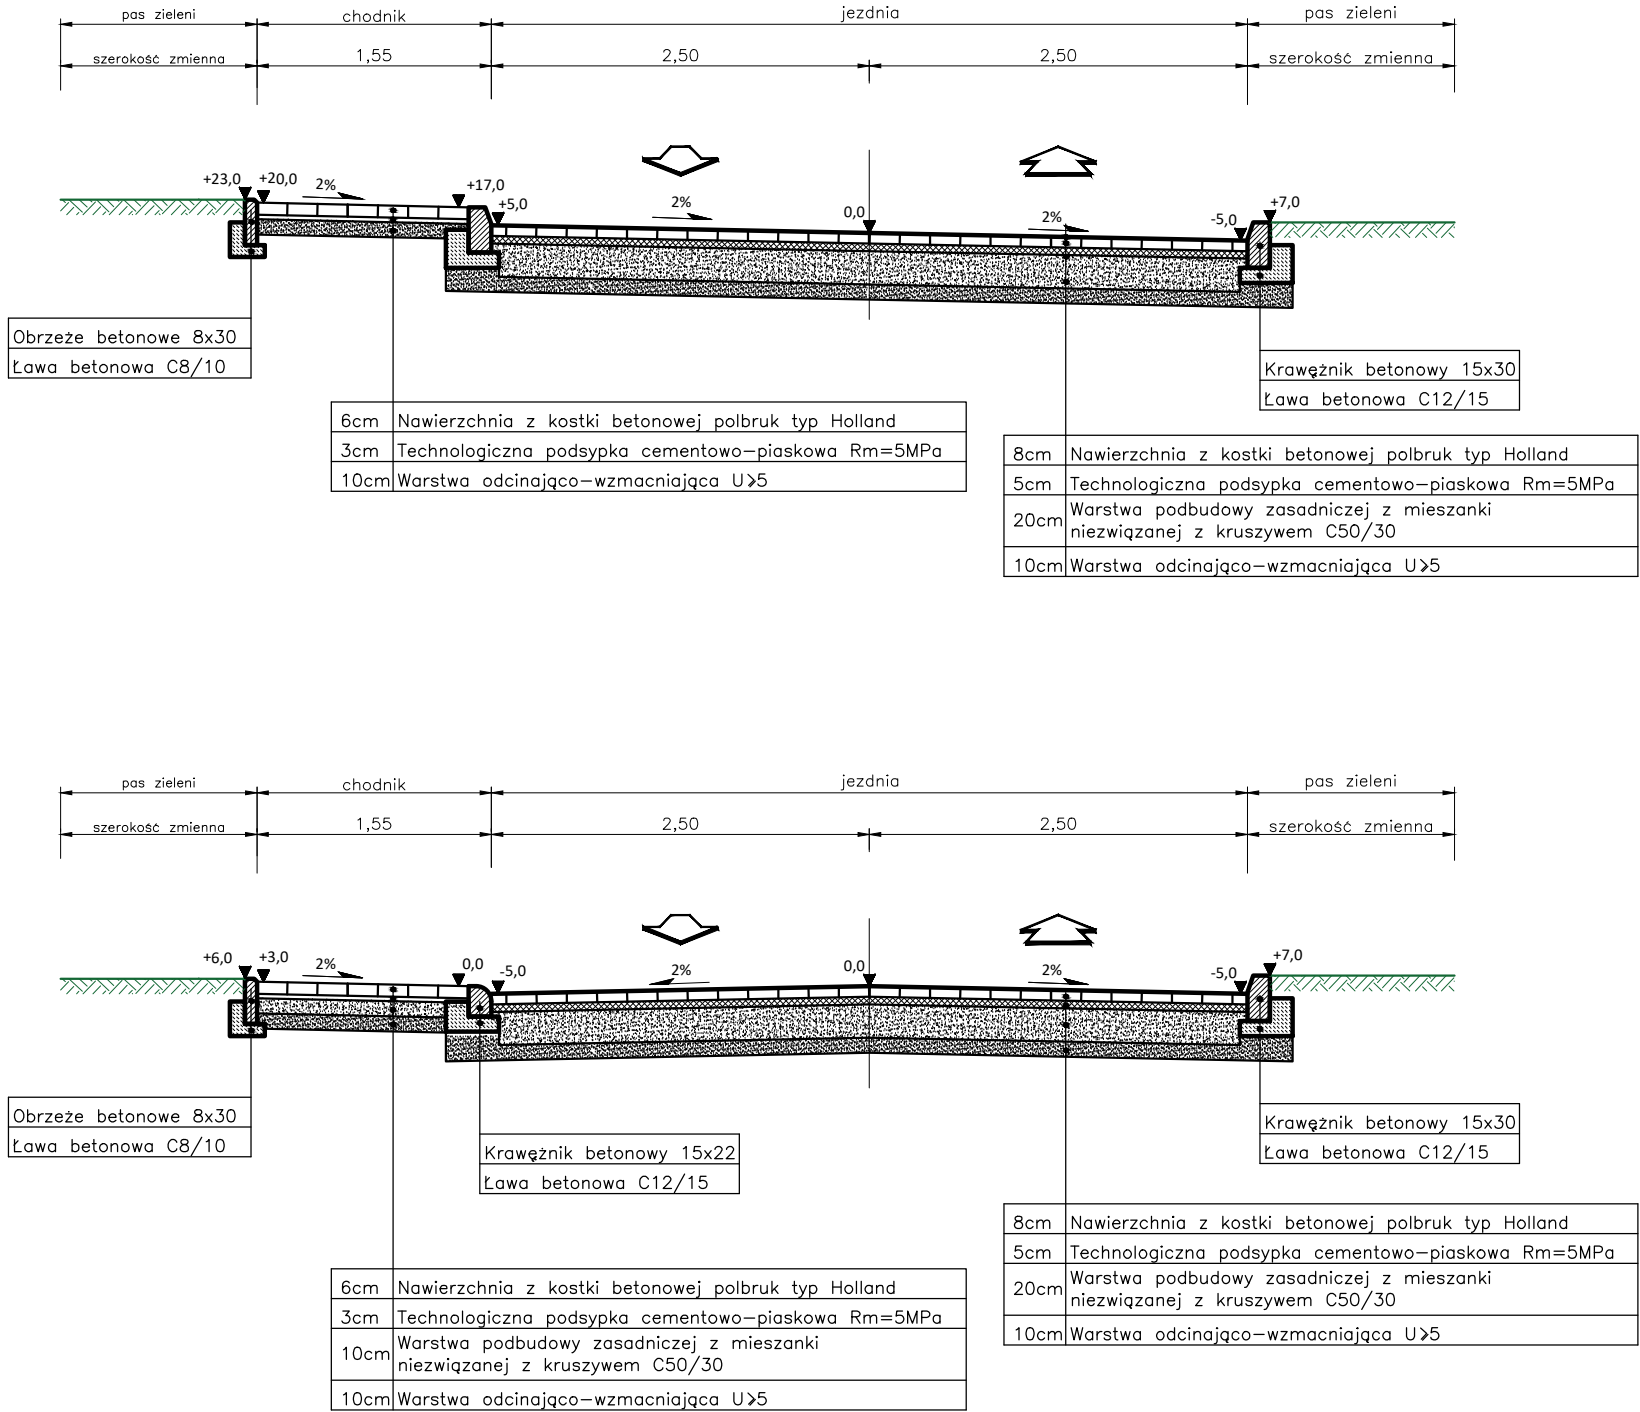 pas zieleni
chodnik
jezdnia
pas zieleni
szerokość zmienna
1,55
2,50
2,50
szerokość zmienna
+23,0
+20,0
2%
+17,0
+5,0
2%
0,0
2%
-5,0
+7,0
Obrzeże betonowe 8x30
Ława betonowa C8/10
Krawężnik betonowy 15x30
Ława betonowa C12/15
6cm Nawierzchnia z kostki betonowej polbruk typ Holland
3cm Technologiczna podsypka cementowo-piaskowa Rm=5MPa
10cm Warstwa odcinająco-wzmacniająca U⩾5
8cm Nawierzchnia z kostki betonowej polbruk typ Holland
5cm Technologiczna podsypka cementowo-piaskowa Rm=5MPa
20cm Warstwa podbudowy zasadniczej z mieszanki
niezwiązanej z kruszywem C50/30
10cm Warstwa odcinająco-wzmacniająca U⩾5
pas zieleni
chodnik
jezdnia
pas zieleni
szerokość zmienna
1,55
2,50
2,50
szerokość zmienna
+6,0
+3,0
2%
0,0
-5,0
2%
0,0
2%
-5,0
+7,0
Obrzeże betonowe 8x30
Ława betonowa C8/10
Krawężnik betonowy 15x22
Ława betonowa C12/15
Krawężnik betonowy 15x30
Ława betonowa C12/15
8cm Nawierzchnia z kostki betonowej polbruk typ Holland
5cm Technologiczna podsypka cementowo-piaskowa Rm=5MPa
20cm Warstwa podbudowy zasadniczej z mieszanki
niezwiązanej z kruszywem C50/30
10cm Warstwa odcinająco-wzmacniająca U⩾5
6cm Nawierzchnia z kostki betonowej polbruk typ Holland
3cm Technologiczna podsypka cementowo-piaskowa Rm=5MPa
10cm Warstwa podbudowy zasadniczej z mieszanki
niezwiązanej z kruszywem C50/30
10cm Warstwa odcinająco-wzmacniająca U⩾5